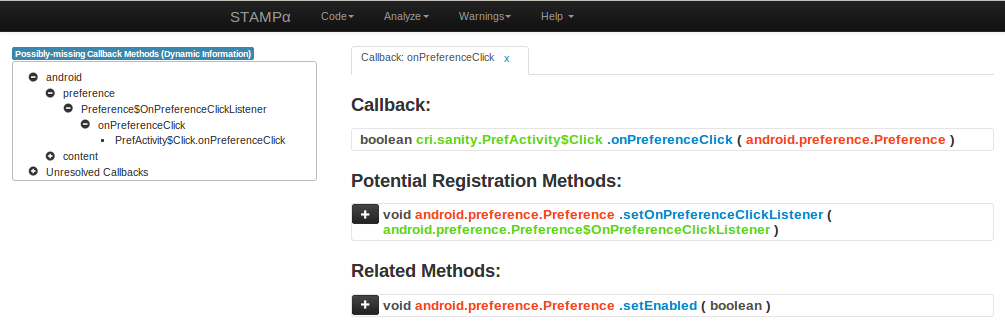 STAMPα Code Analyze Warnings Help
Possibly-missing Callback Methods (Dynamic Information)
android
preference
Preference$OnPreferenceClickListener
onPreferenceClick
PrefActivity$Click.onPreferenceClick
content
Unresolved Callbacks
Callback: onPreferenceClick x
Callback:
boolean cri.sanity.PrefActivity$Click .onPreferenceClick ( android.preference.Preference )
Potential Registration Methods:
void android.preference.Preference .setOnPreferenceClickListener (
android.preference.Preference$OnPreferenceClickListener )
Related Methods:
void android.preference.Preference .setEnabled ( boolean )